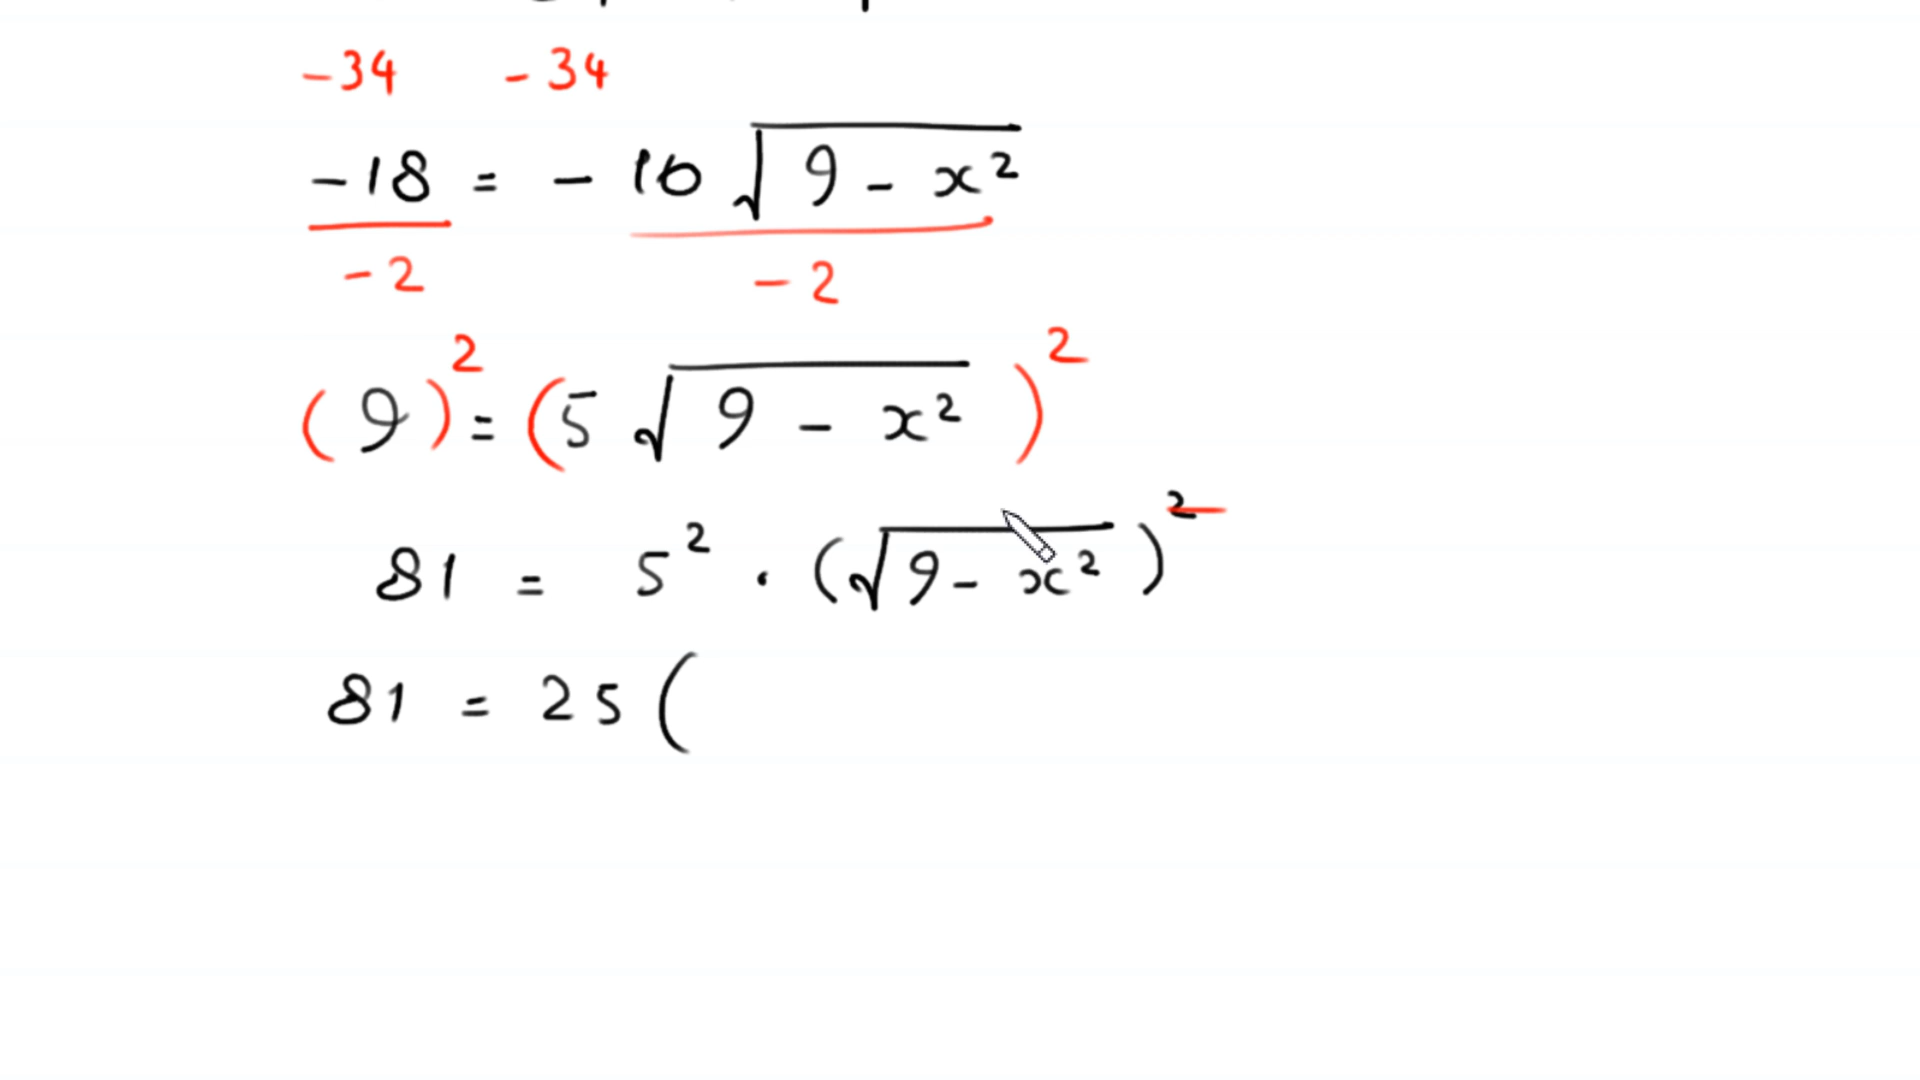 -34 -34
-18 = -10 √(9 - x²)
-2 -2
(9)² = (5 √(9 - x²))²
81 = 5² · (√(9 - x²))²
81 = 25 (